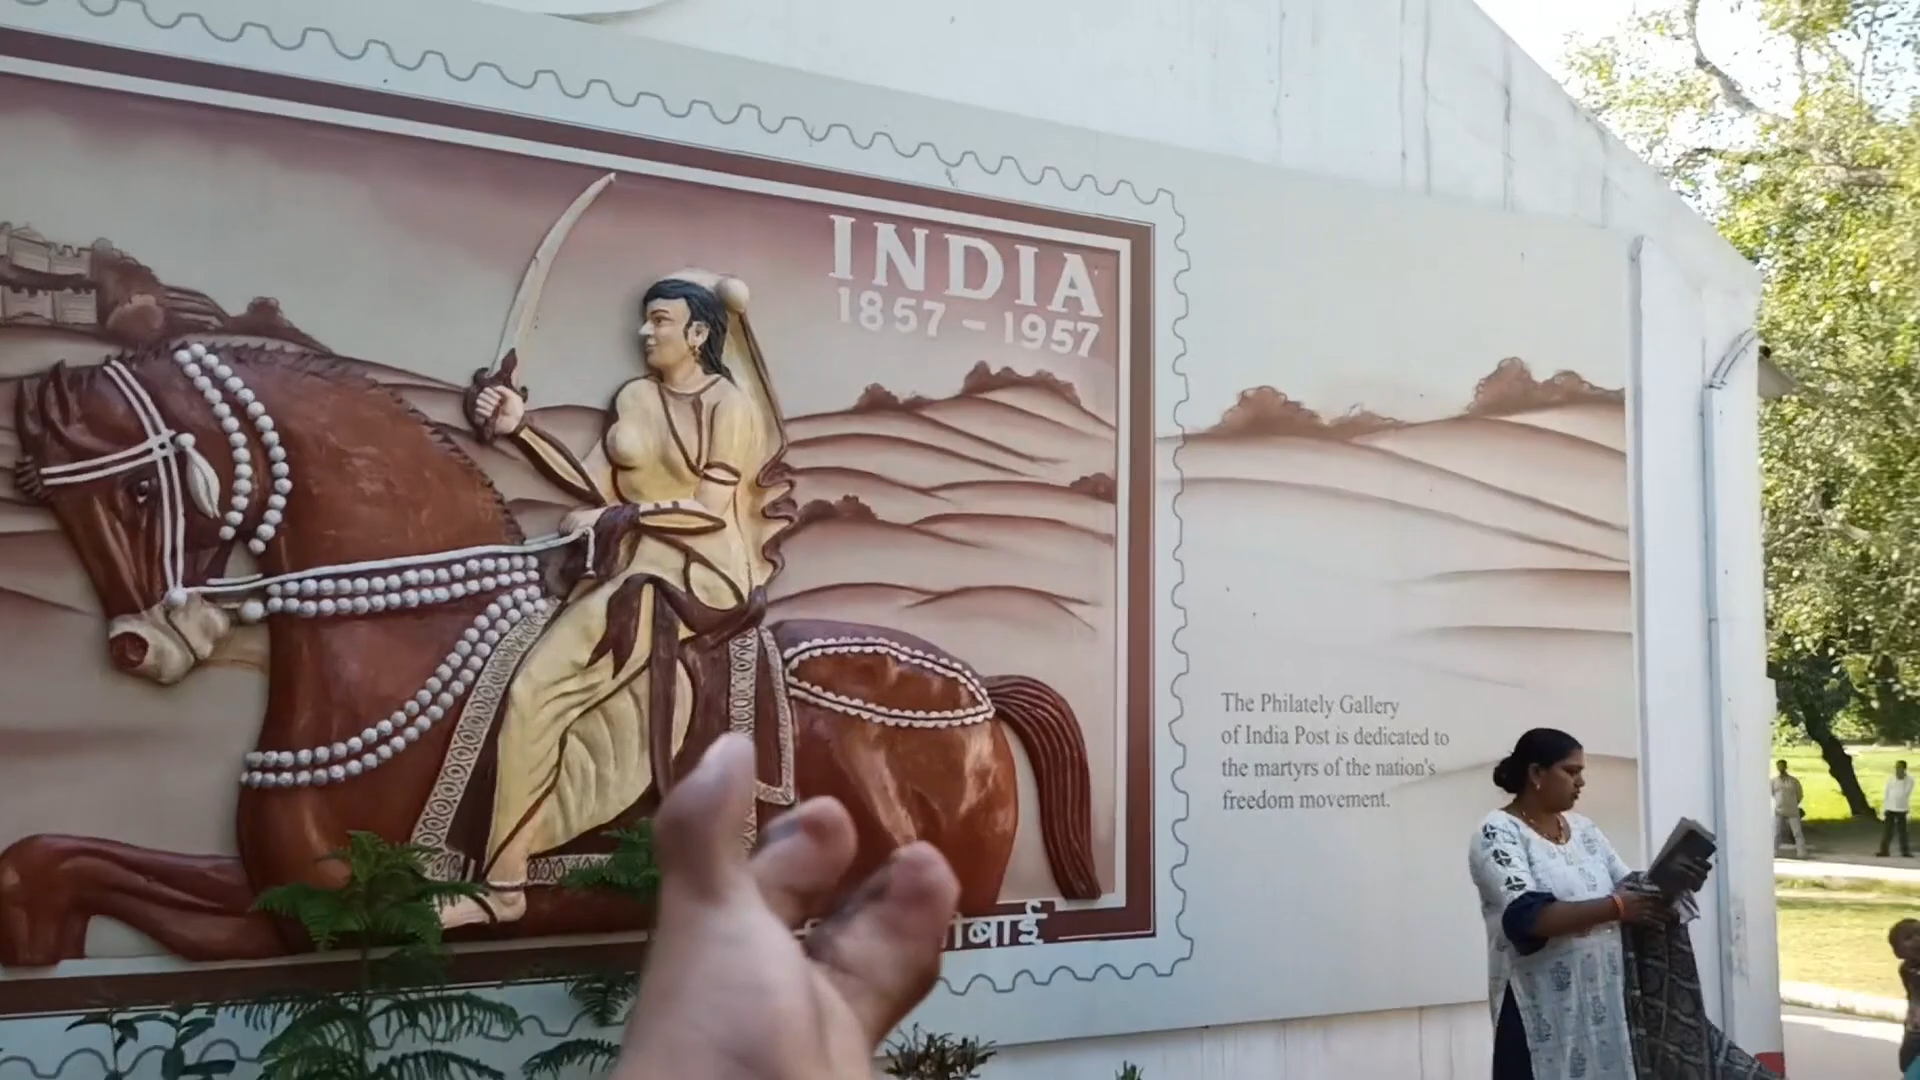 INDIA
1857 - 1957
The Philately Gallery
of India Post is dedicated to
the martyrs of the nation's
freedom movement.